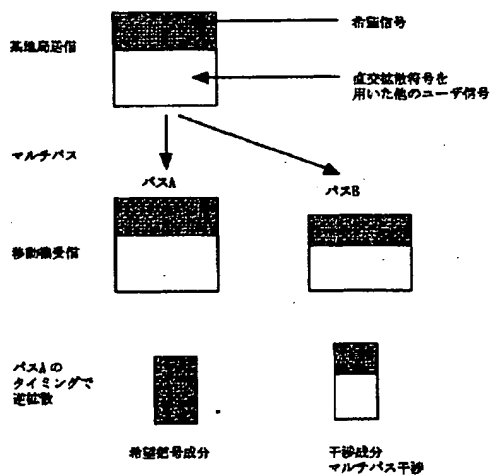 希望信号
基地局送信
直交拡散符号を
用いた他のユーザ信号
マルチパス
パスA
パスB
移動機受信
パスAの
タイミングで
逆拡散
希望信号成分
干渉成分
マルチパス干渉